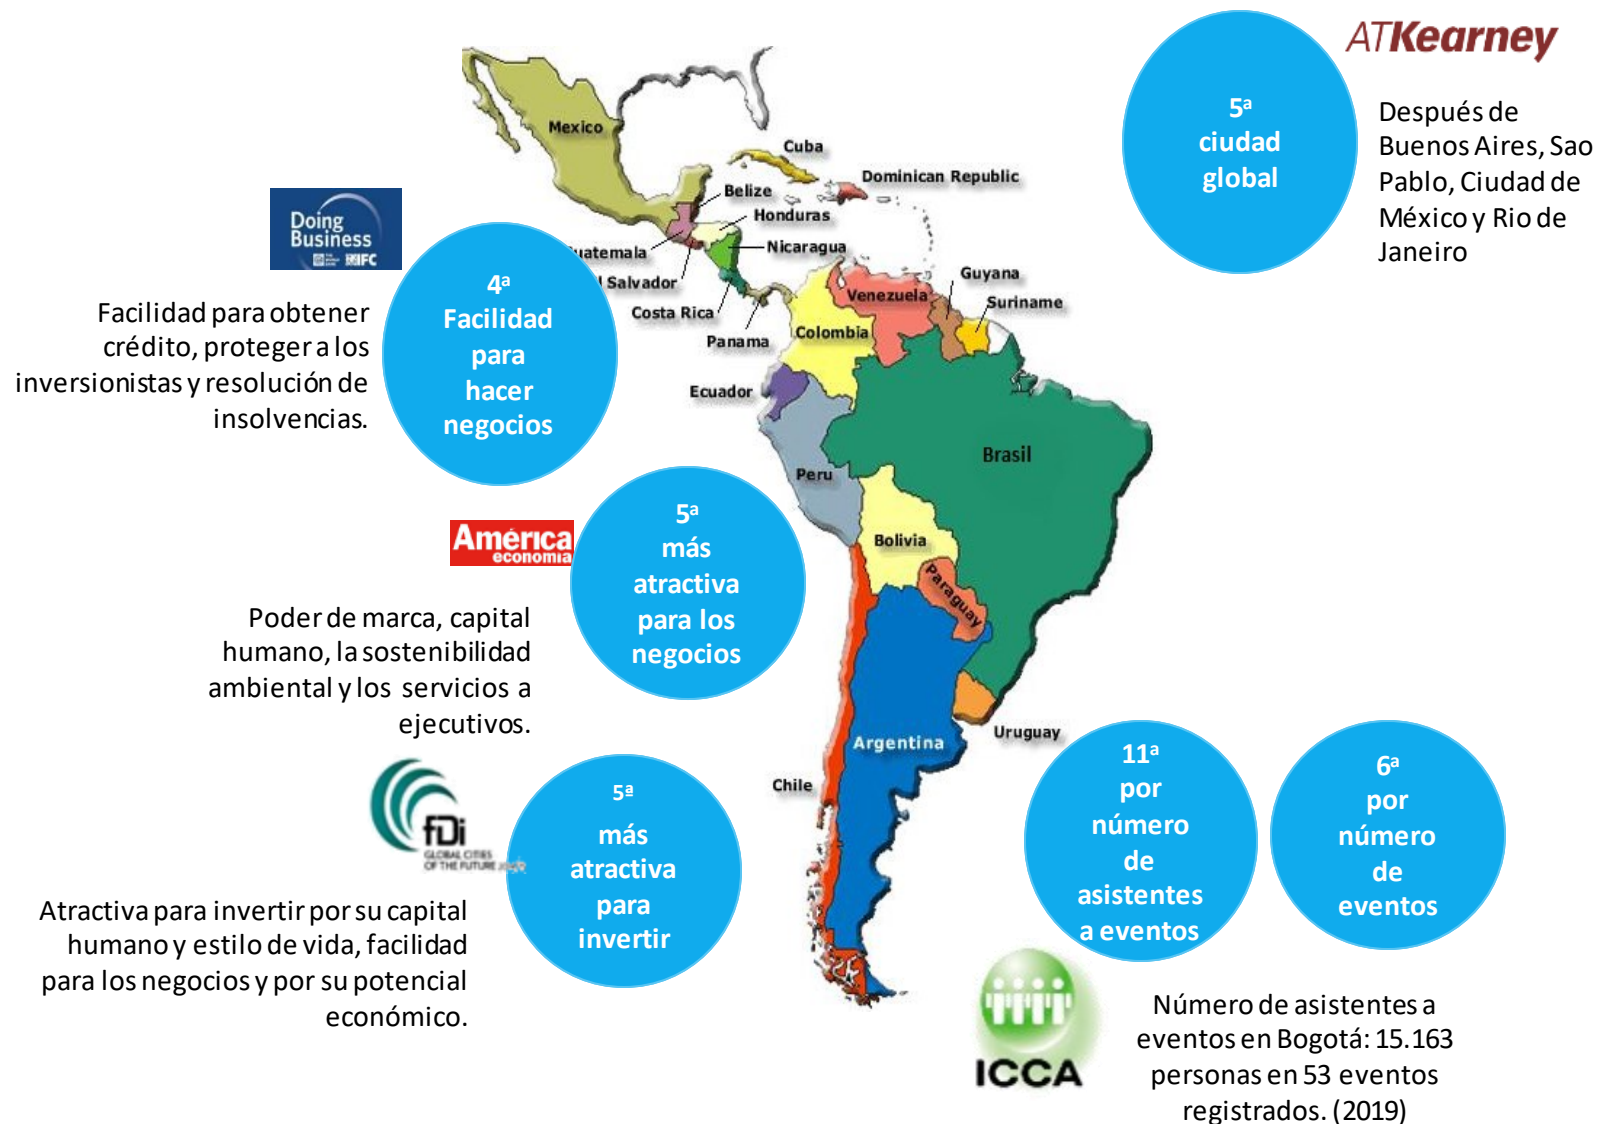 ATKearney
5ª
ciudad
global
Después de
Buenos Aires, Sao
Pablo, Ciudad de
México y Rio de
Janeiro
Mexico
Cuba
Dominican Republic
Belize
Honduras
uatemala
Nicaragua
l Salvador
Costa Rica
Panama
Guyana
Venezuela
Suriname
Colombia
Ecuador
Brasil
Peru
Bolivia
Paraguay
Argentina
Uruguay
Chile
Doing
Business
IFC
4ª
Facilidad
para
hacer
negocios
Facilidad para obtener
crédito, proteger a los
inversionistas y resolución de
insolvencias.
América
economía
5ª
más
atractiva
para los
negocios
Poder de marca, capital
humano, la sostenibilidad
ambiental y los servicios a
ejecutivos.
fDi
GLOBAL CITIES
OF THE FUTURE
5ª
más
atractiva
para
invertir
Atractiva para invertir por su capital
humano y estilo de vida, facilidad
para los negocios y por su potencial
económico.
11ª
por
número
de
asistentes
a eventos
6ª
por
número
de
eventos
ICCA
Número de asistentes a
eventos en Bogotá: 15.163
personas en 53 eventos
registrados. (2019)